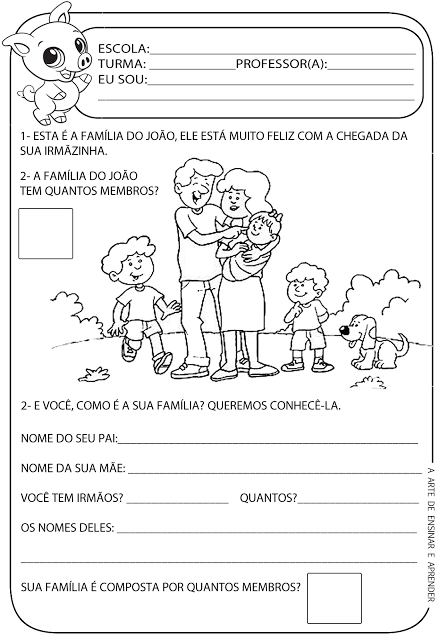 ESCOLA:
TURMA: PROFESSOR(A):
EU SOU:
1- ESTA É A FAMÍLIA DO JOÃO, ELE ESTÁ MUITO FELIZ COM A CHEGADA DA
SUA IRMÃZINHA.
2- A FAMÍLIA DO JOÃO
TEM QUANTOS MEMBROS?
2- E VOCÊ, COMO É A SUA FAMÍLIA? QUEREMOS CONHECÊ-LA.
NOME DO SEU PAI:
NOME DA SUA MÃE:
VOCÊ TEM IRMÃOS? QUANTOS?
OS NOMES DELES:
SUA FAMÍLIA É COMPOSTA POR QUANTOS MEMBROS?
A ARTE DE ENSINAR E APRENDER